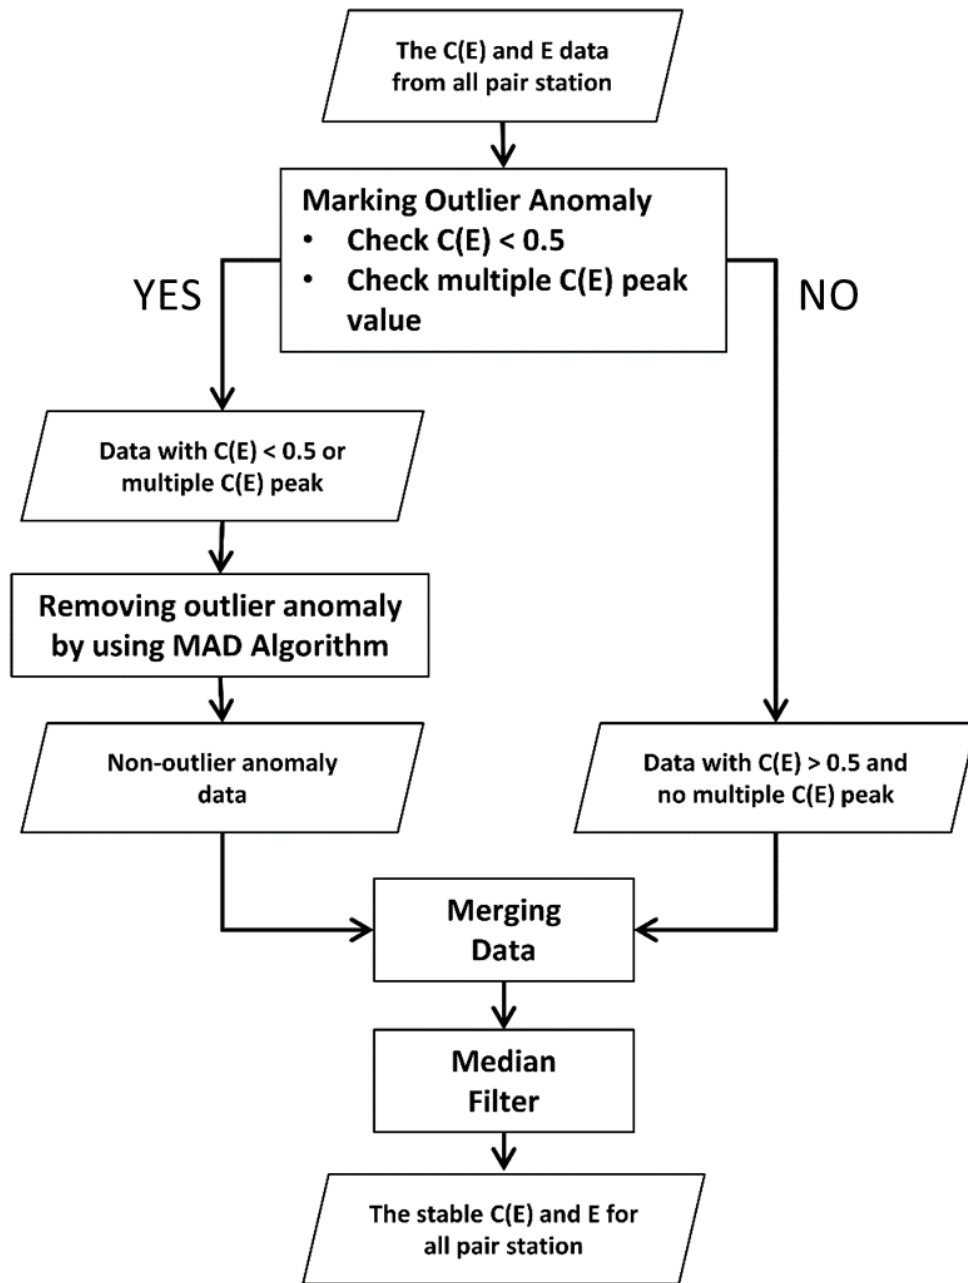 The C(E) and E data
from all pair station
Marking Outlier Anomaly
• Check C(E) < 0.5
• Check multiple C(E) peak
value
YES
NO
Data with C(E) < 0.5 or
multiple C(E) peak
Removing outlier anomaly
by using MAD Algorithm
Non-outlier anomaly
data
Data with C(E) > 0.5 and
no multiple C(E) peak
Merging
Data
Median
Filter
The stable C(E) and E for
all pair station